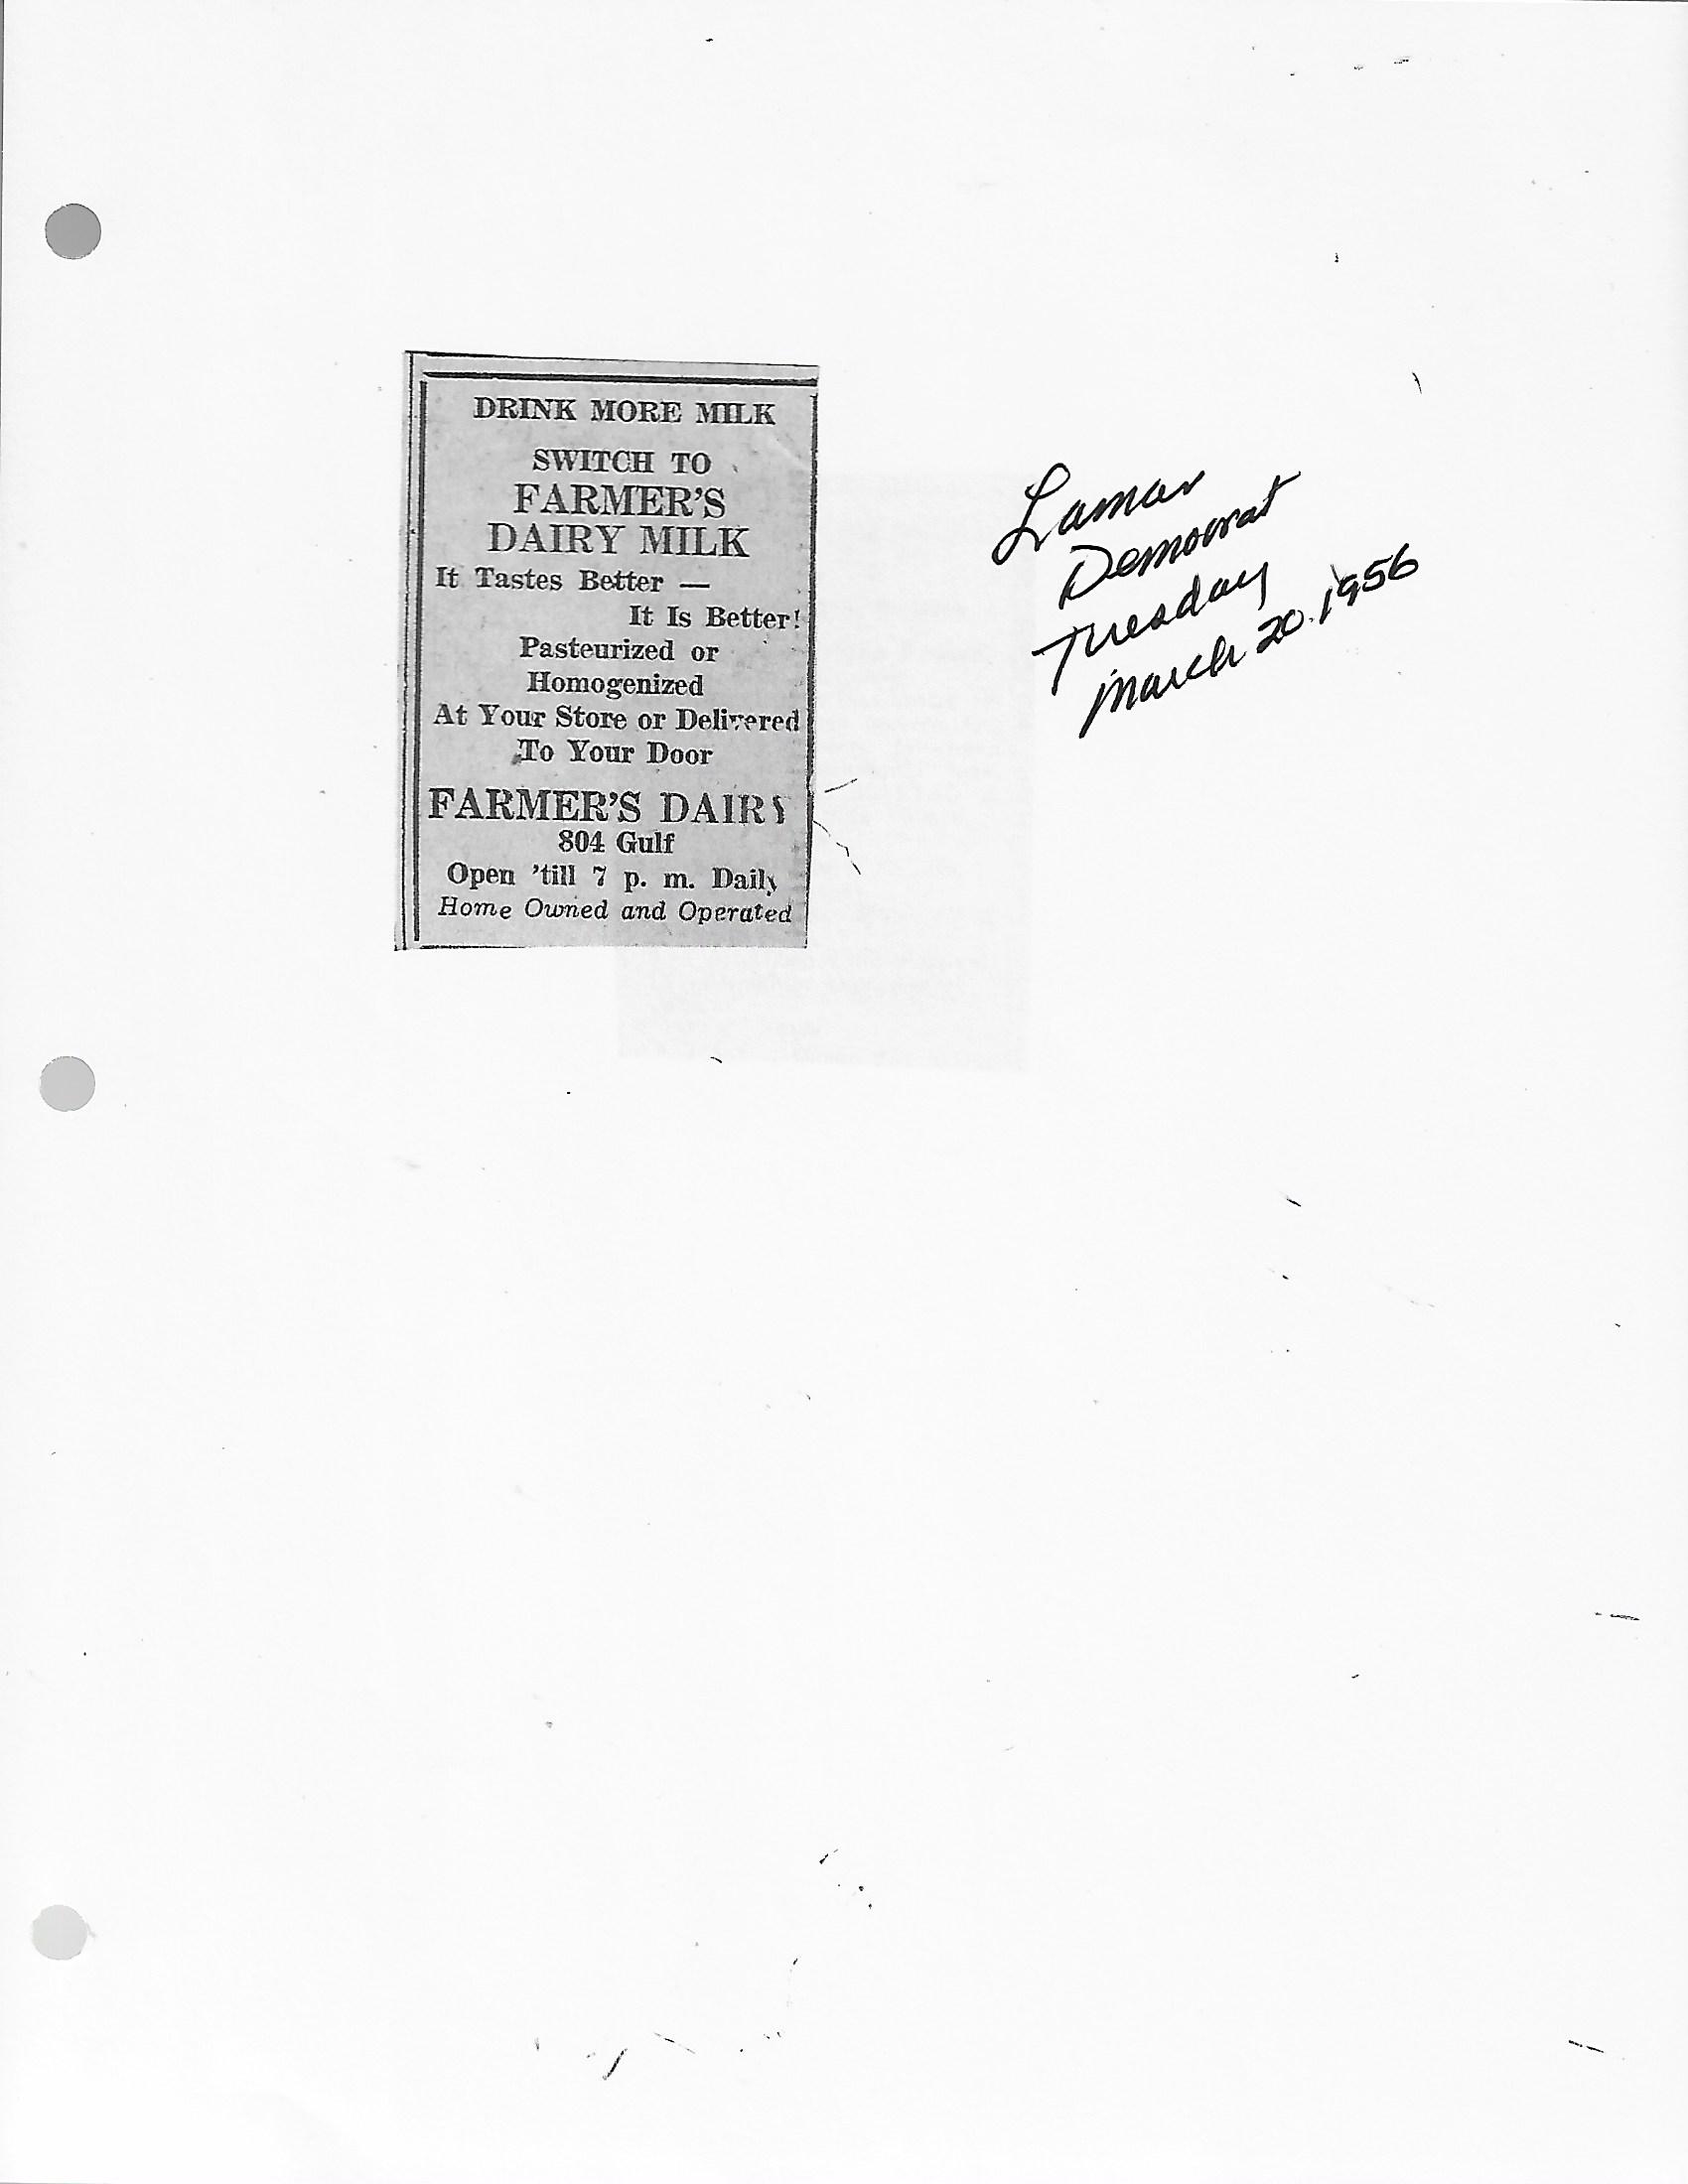 DRINK MORE MILK
SWITCH TO
FARMER'S
DAIRY MILK
It Tastes Better —
It Is Better!
Pasteurized or
Homogenized
At Your Store or Delivered
To Your Door
FARMER'S DAIRY
804 Gulf
Open 'till 7 p. m. Daily
Home Owned and Operated
Lamar
Democrat
Tuesday
March 20. 1956